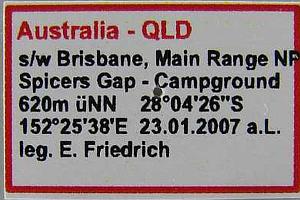 Australia - QLD
s/w Brisbane, Main Range NP
Spicers Gap - Campground
620m üNN 28°04'26"S
152°25'38'E 23.01.2007 a.L.
leg. E. Friedrich